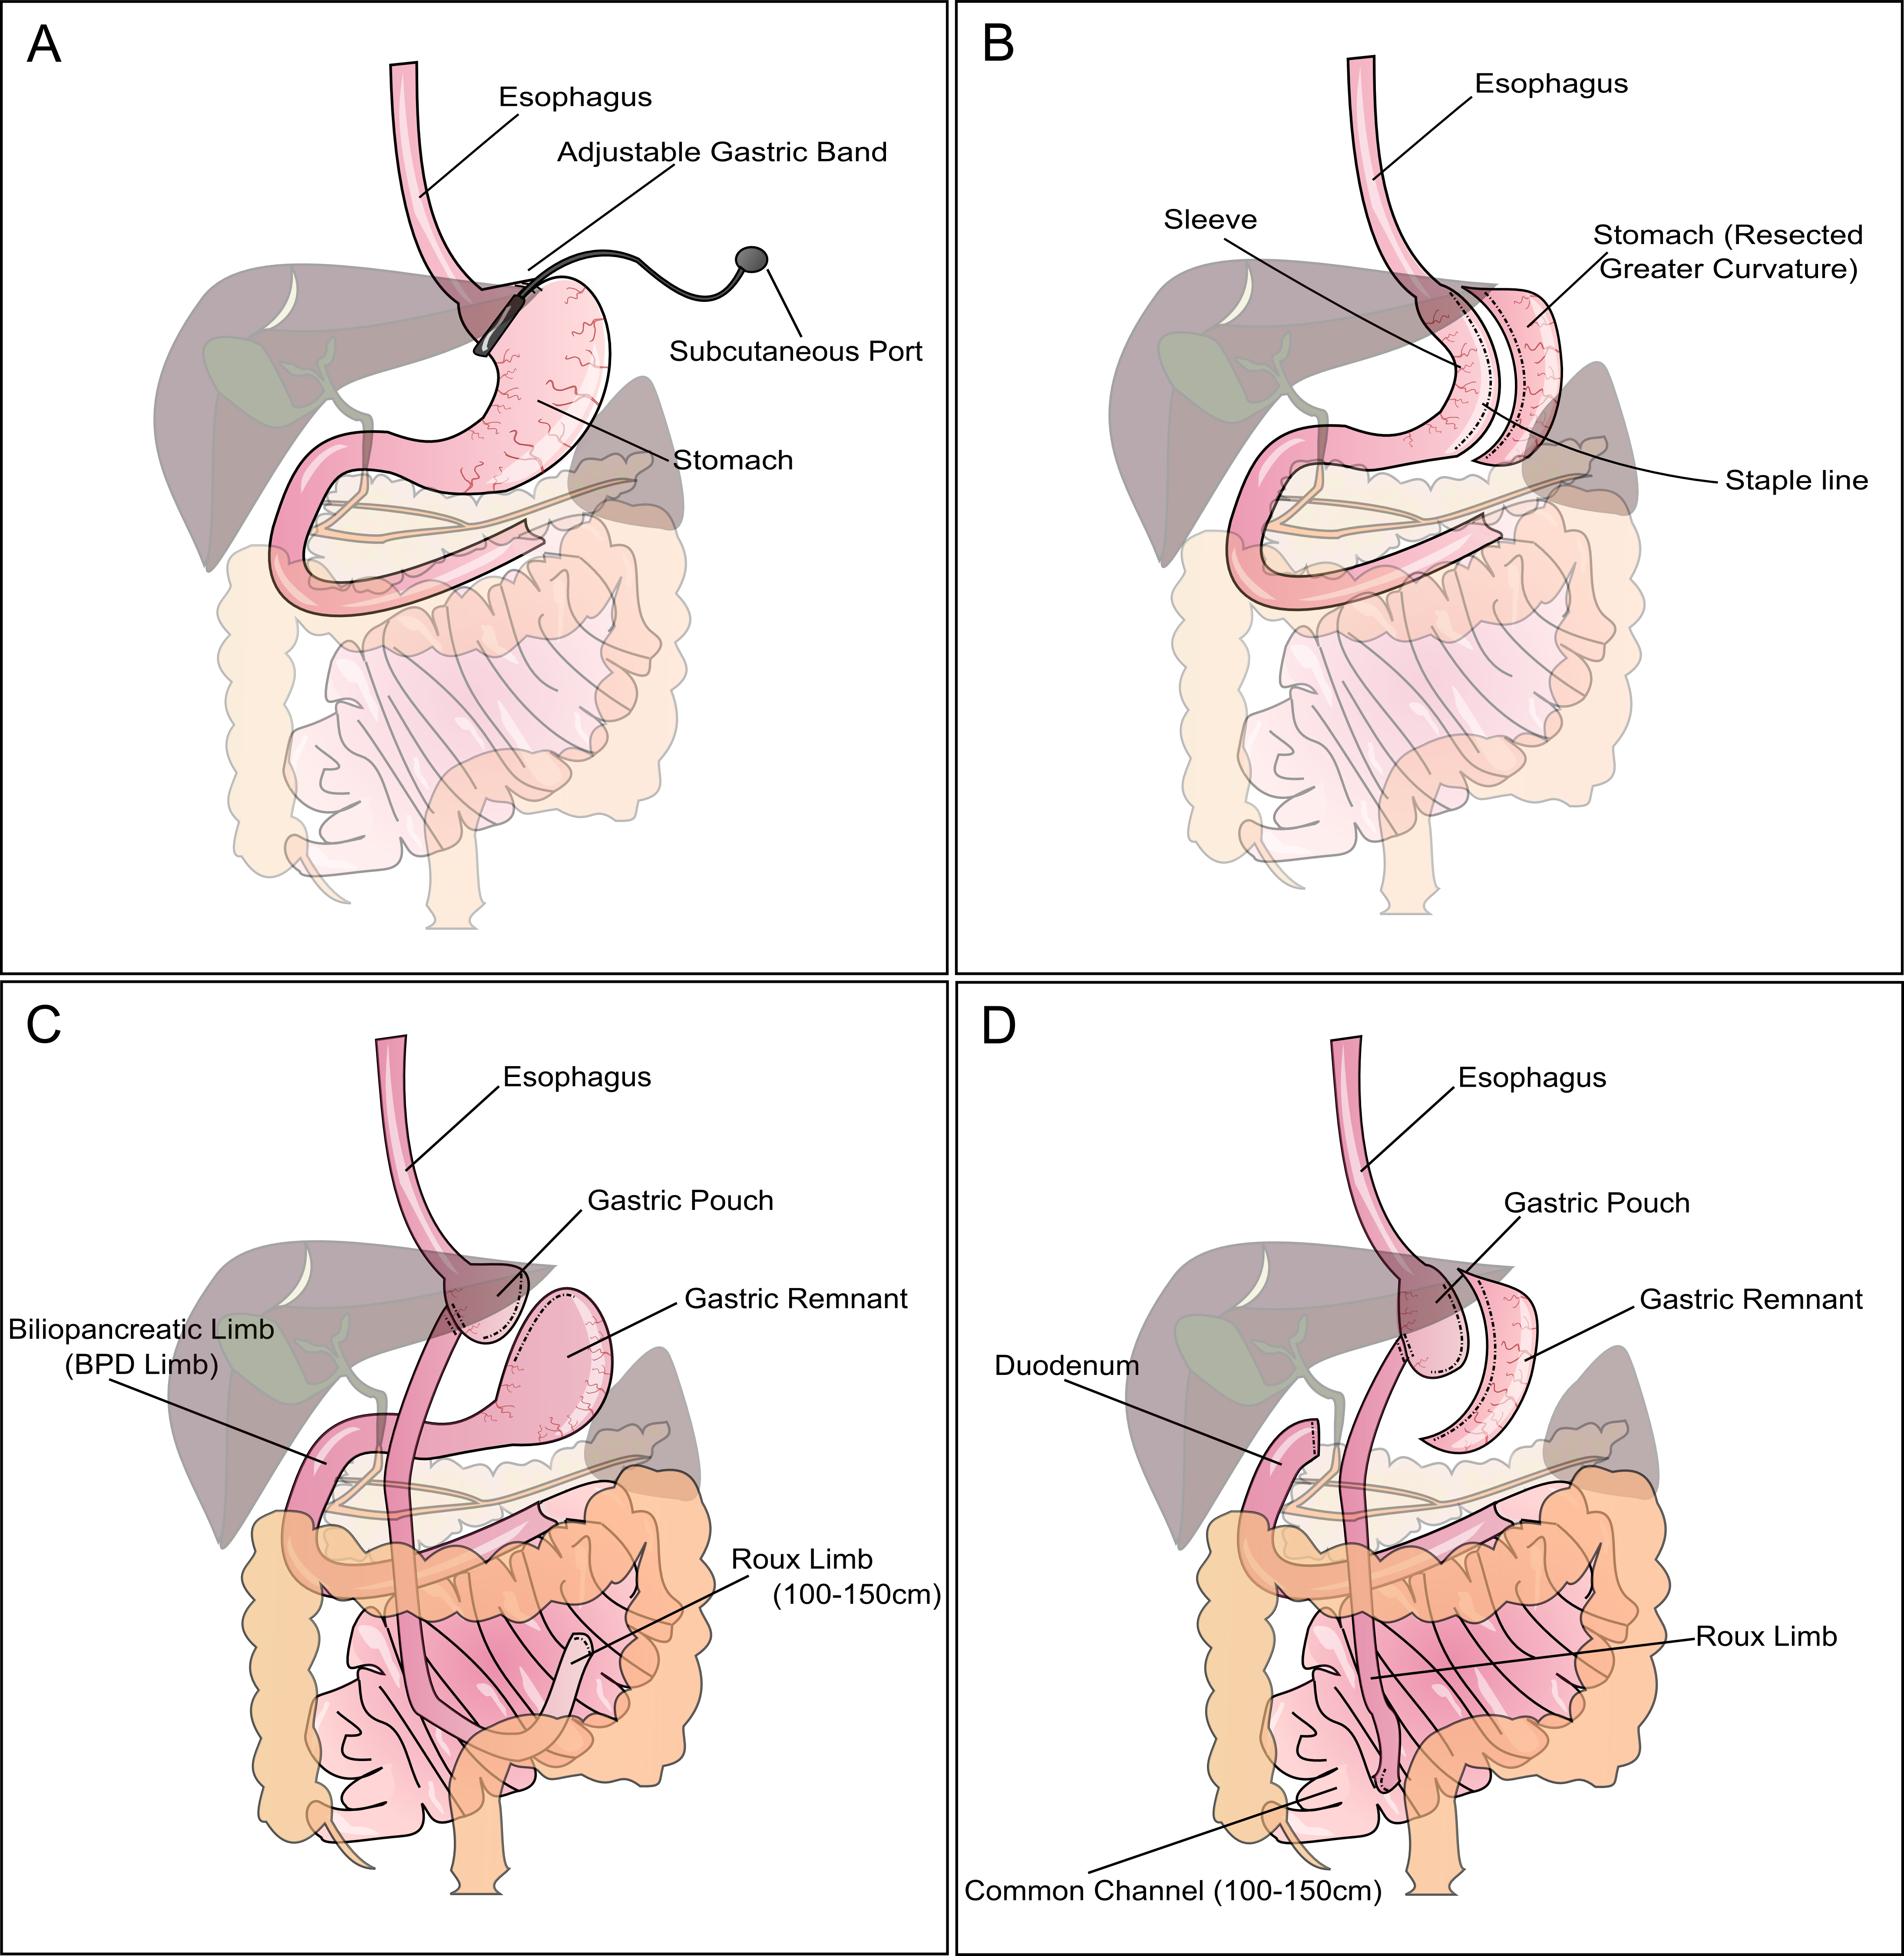 A
Esophagus
Adjustable Gastric Band
Subcutaneous Port
Stomach
B
Esophagus
Sleeve
Stomach (Resected
Greater Curvature)
Staple line
C
Esophagus
Gastric Pouch
Gastric Remnant
Biliopancreatic Limb
(BPD Limb)
Roux Limb
(100-150cm)
D
Esophagus
Gastric Pouch
Gastric Remnant
Duodenum
Roux Limb
Common Channel (100-150cm)